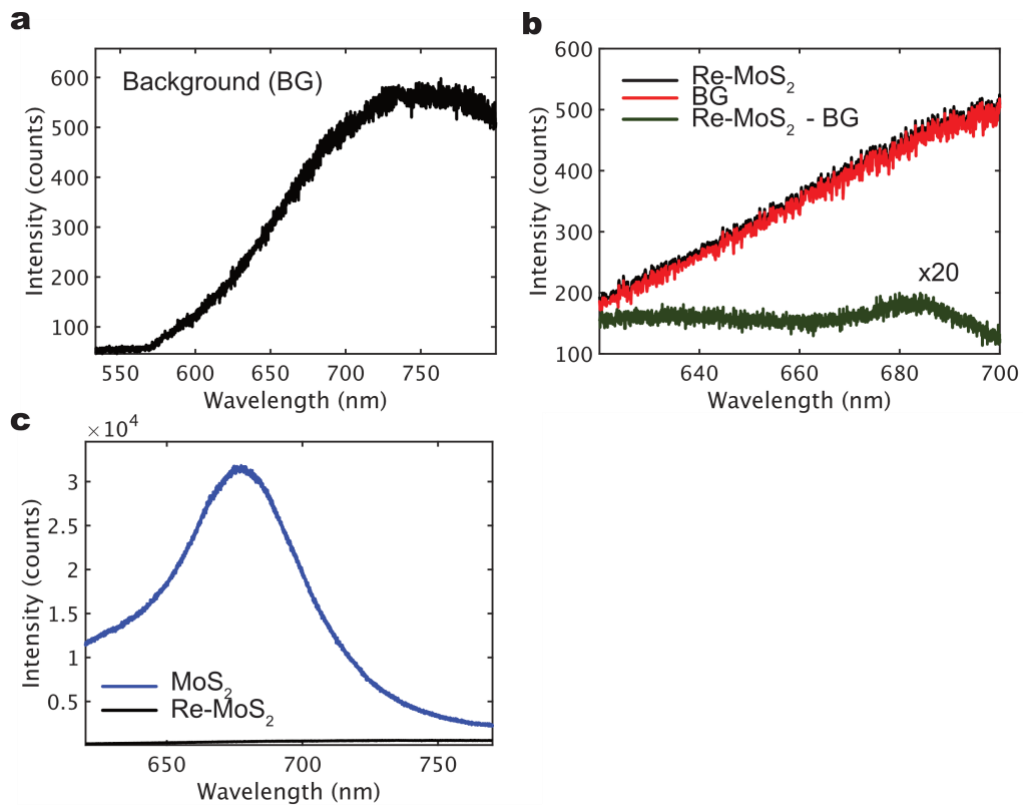 a
Background (BG)
600
500
400
300
200
100
550 600 650 700 750
Wavelength (nm)
Intensity (counts)
b
Re-MoS2
BG
Re-MoS2 - BG
x20
600
500
400
300
200
100
640 660 680 700
Wavelength (nm)
Intensity (counts)
c
×10^4
3
2.5
2
1.5
1
0.5
MoS2
Re-MoS2
650 700 750
Wavelength (nm)
Intensity (counts)